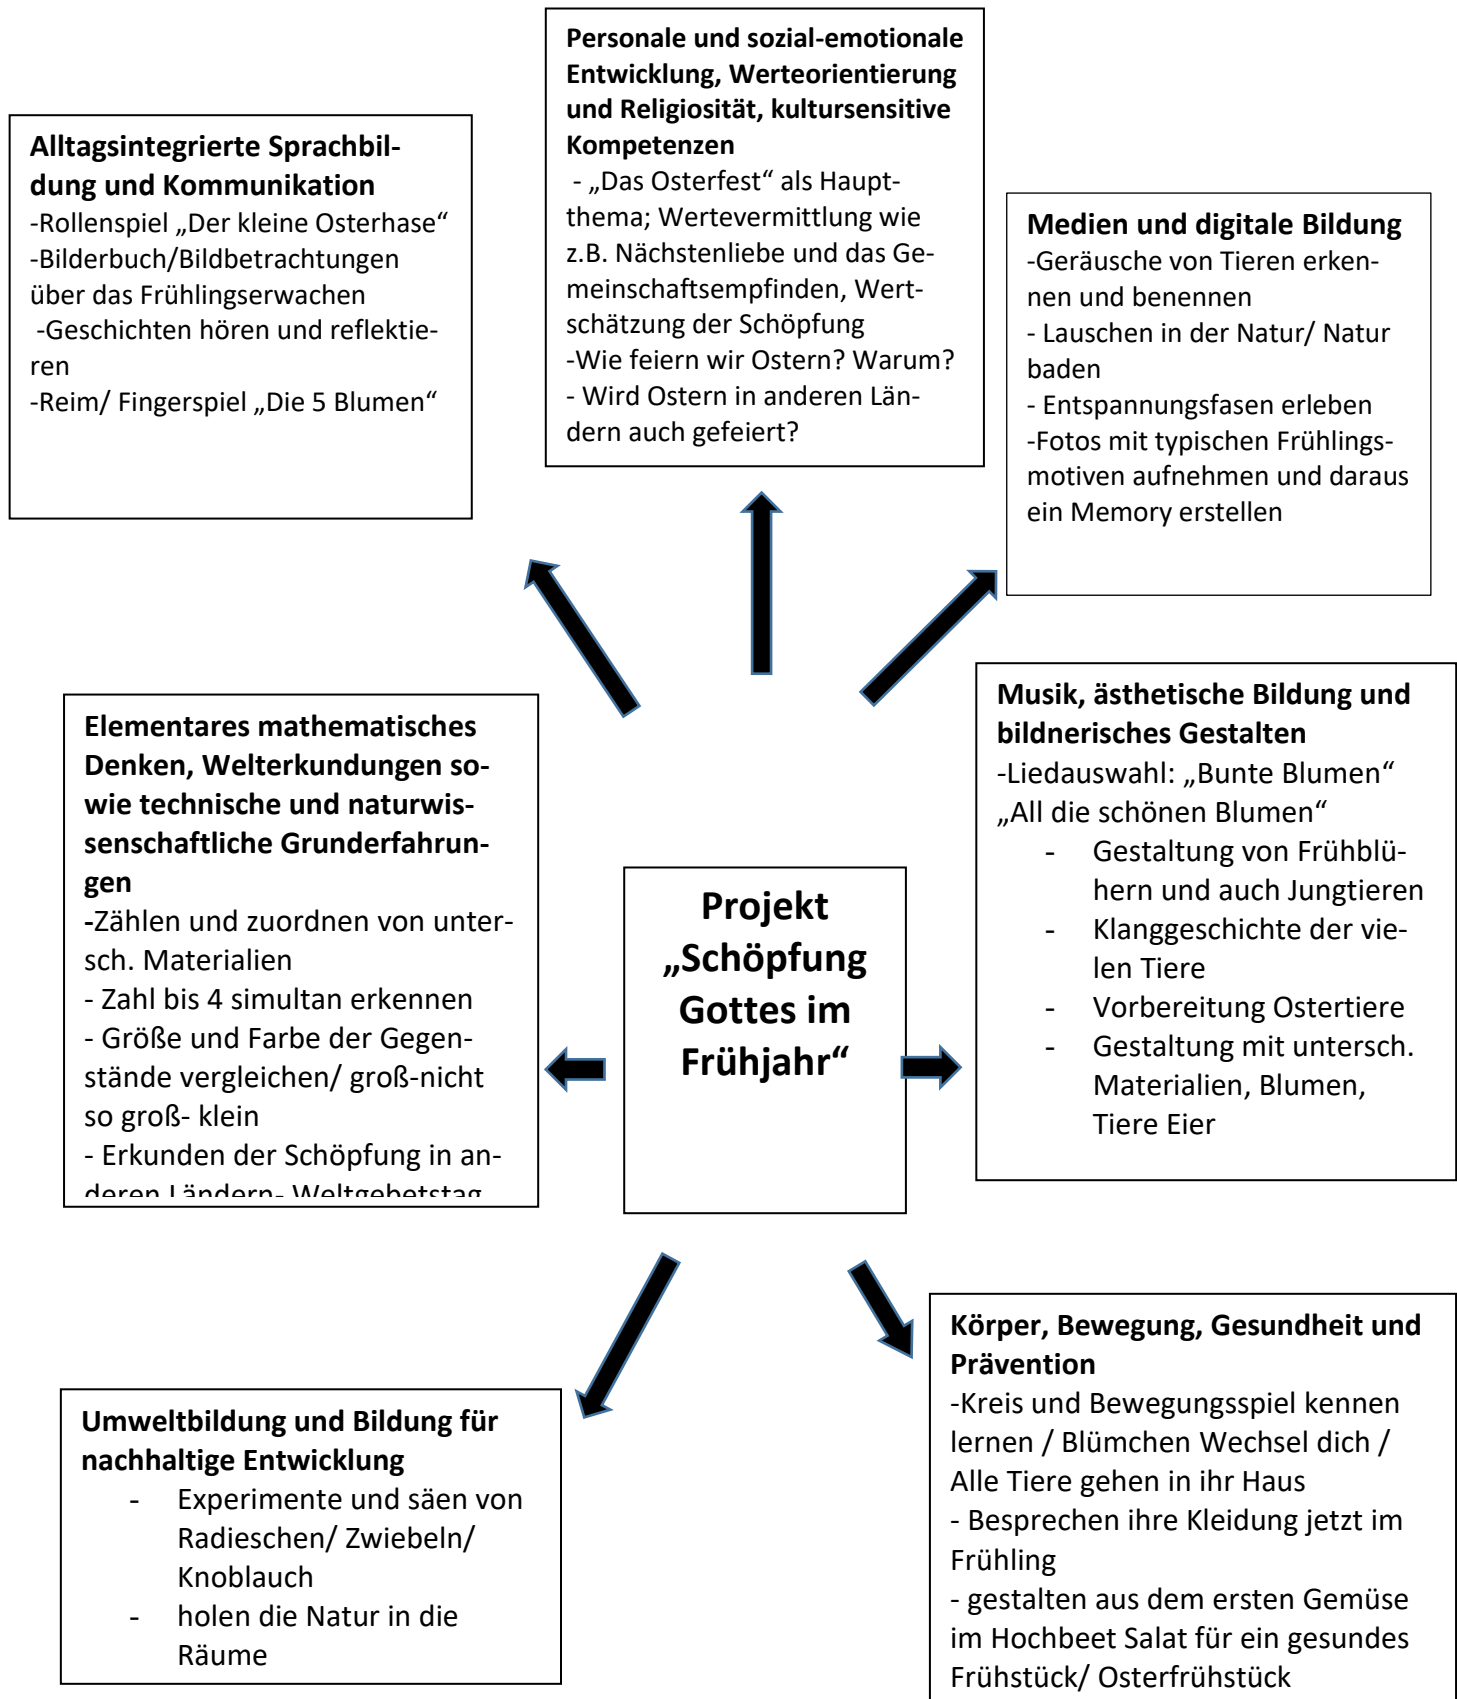 Personale und sozial-emotionale
Entwicklung, Werteorientierung
und Religiosität, kultursensitive
Kompetenzen
- „Das Osterfest“ als Haupt-
thema; Wertevermittlung wie
z.B. Nächstenliebe und das Ge-
meinschaftsempfinden, Wert-
schätzung der Schöpfung
-Wie feiern wir Ostern? Warum?
- Wird Ostern in anderen Län-
dern auch gefeiert?
Alltagsintegrierte Sprachbil-
dung und Kommunikation
-Rollenspiel „Der kleine Osterhase“
-Bilderbuch/Bildbetrachtungen
über das Frühlingserwachen
-Geschichten hören und reflektie-
ren
-Reim/ Fingerspiel „Die 5 Blumen“
Medien und digitale Bildung
-Geräusche von Tieren erken-
nen und benennen
- Lauschen in der Natur/ Natur
baden
- Entspannungsfasen erleben
-Fotos mit typischen Frühlings-
motiven aufnehmen und daraus
ein Memory erstellen
Elementares mathematisches
Denken, Welterkundungen so-
wie technische und naturwis-
senschaftliche Grunderfahrun-
gen
-Zählen und zuordnen von unter-
sch. Materialien
- Zahl bis 4 simultan erkennen
- Größe und Farbe der Gegen-
stände vergleichen/ groß-nicht
so groß- klein
- Erkunden der Schöpfung in an-
deren Ländern- Weltgebetstag
Projekt
„Schöpfung
Gottes im
Frühjahr“
Musik, ästhetische Bildung und
bildnerisches Gestalten
-Liedauswahl: „Bunte Blumen“
„All die schönen Blumen“
- Gestaltung von Frühblü-
hern und auch Jungtieren
- Klanggeschichte der vie-
len Tiere
- Vorbereitung Ostertiere
- Gestaltung mit untersch.
Materialien, Blumen,
Tiere Eier
Umweltbildung und Bildung für
nachhaltige Entwicklung
- Experimente und säen von
Radieschen/ Zwiebeln/
Knoblauch
- holen die Natur in die
Räume
Körper, Bewegung, Gesundheit und
Prävention
-Kreis und Bewegungsspiel kennen
lernen / Blümchen Wechsel dich /
Alle Tiere gehen in ihr Haus
- Besprechen ihre Kleidung jetzt im
Frühling
- gestalten aus dem ersten Gemüse
im Hochbeet Salat für ein gesundes
Frühstück/ Osterfrühstück